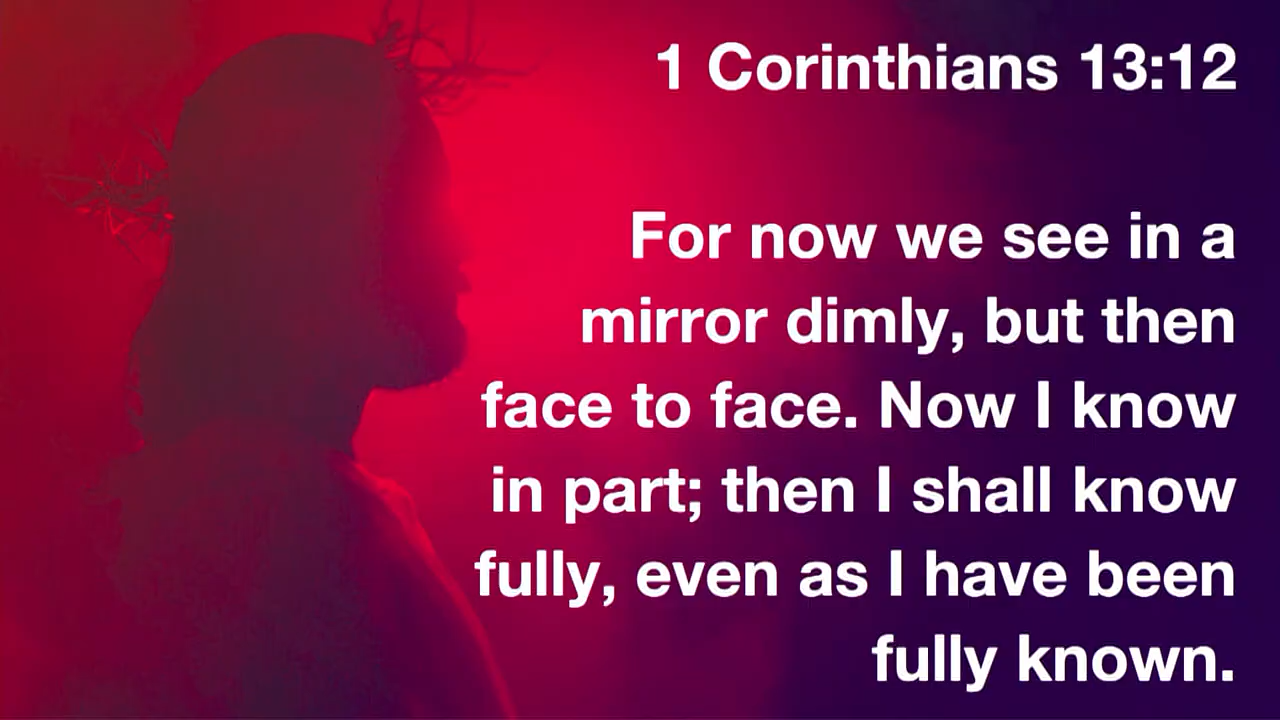 1 Corinthians 13:12
For now we see in a
mirror dimly, but then
face to face. Now I know
in part; then I shall know
fully, even as I have been
fully known.